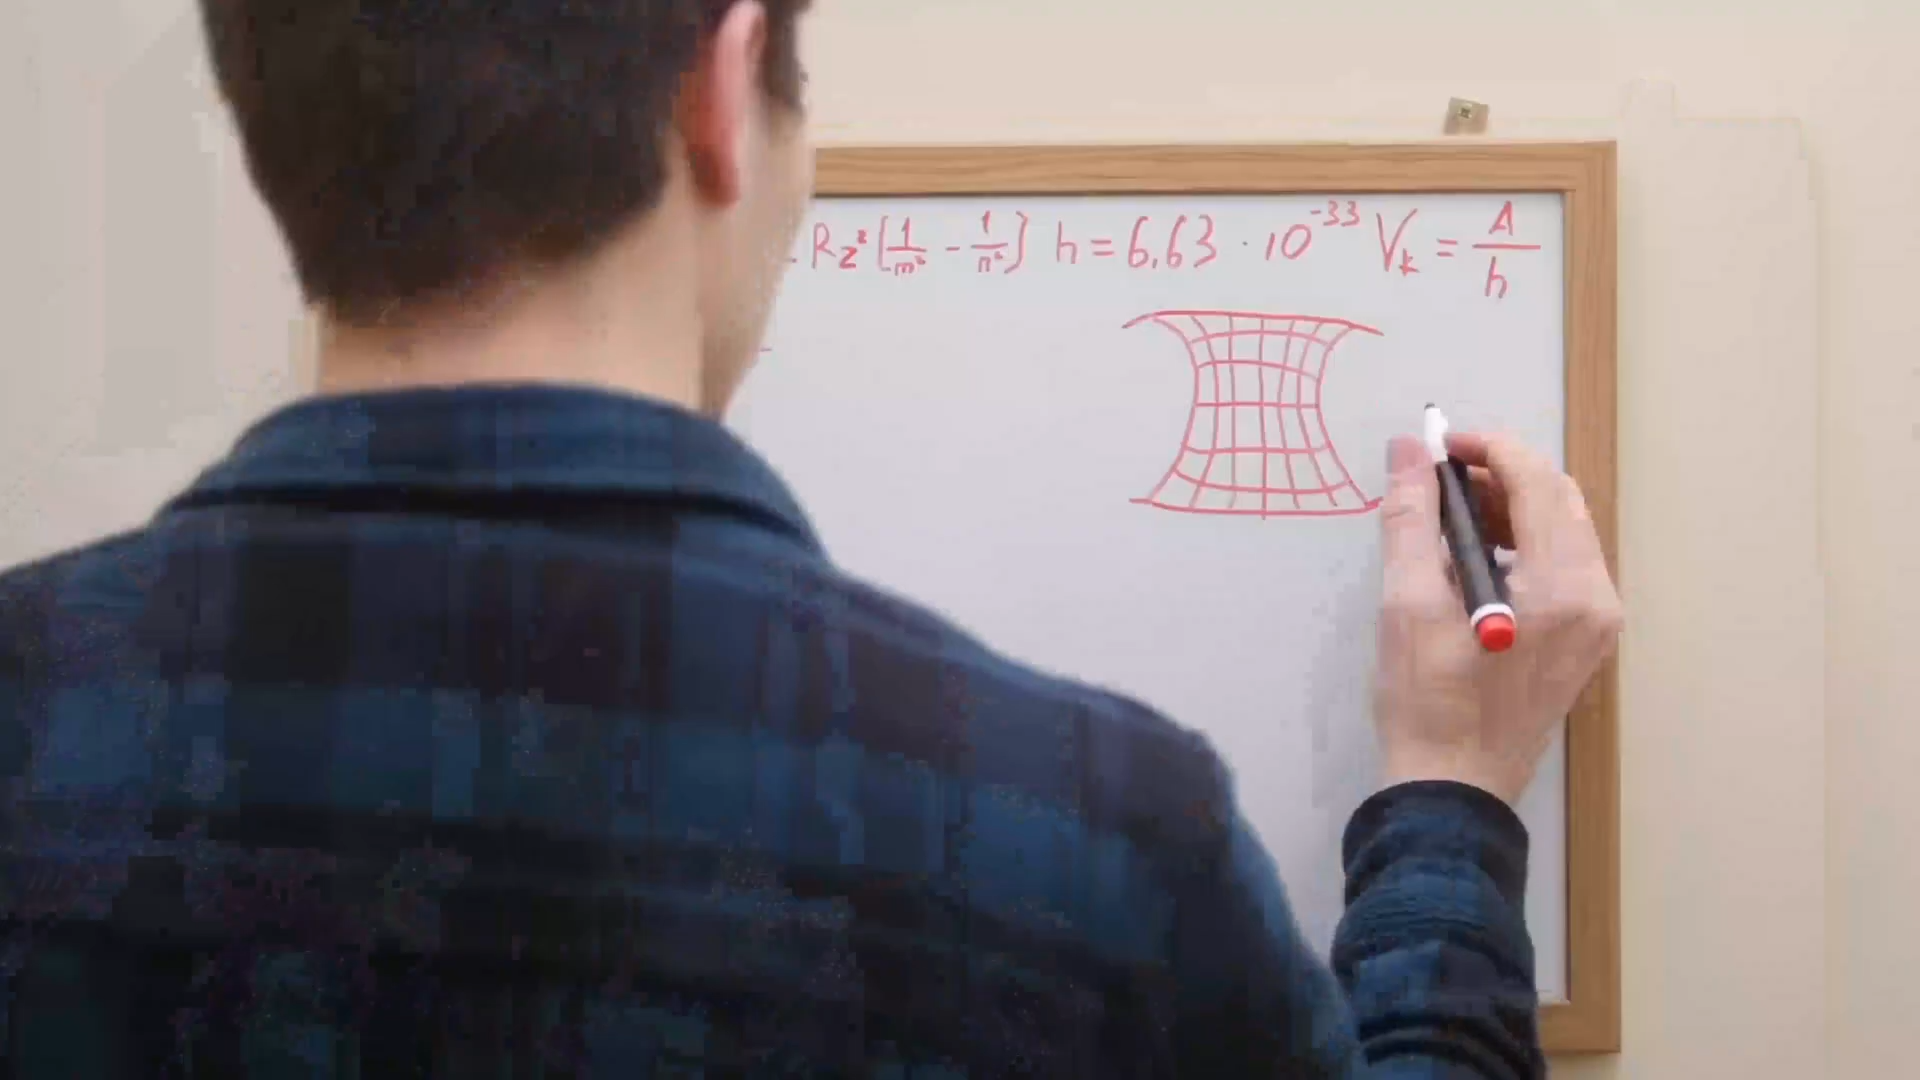 Rz²[1/m² - 1/n²] h = 6,63 · 10⁻³³ Vₖ = A/h